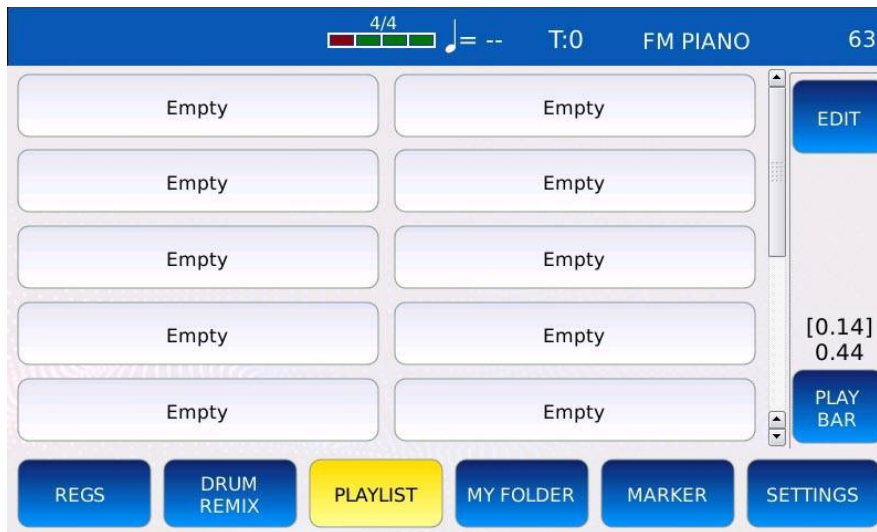 4/4
= -- T:0 FM PIANO 63
Empty Empty
EDIT
Empty Empty
Empty Empty
Empty Empty
[0.14]
0.44
Empty Empty
PLAY
BAR
REGS
DRUM
REMIX
PLAYLIST
MY FOLDER
MARKER
SETTINGS